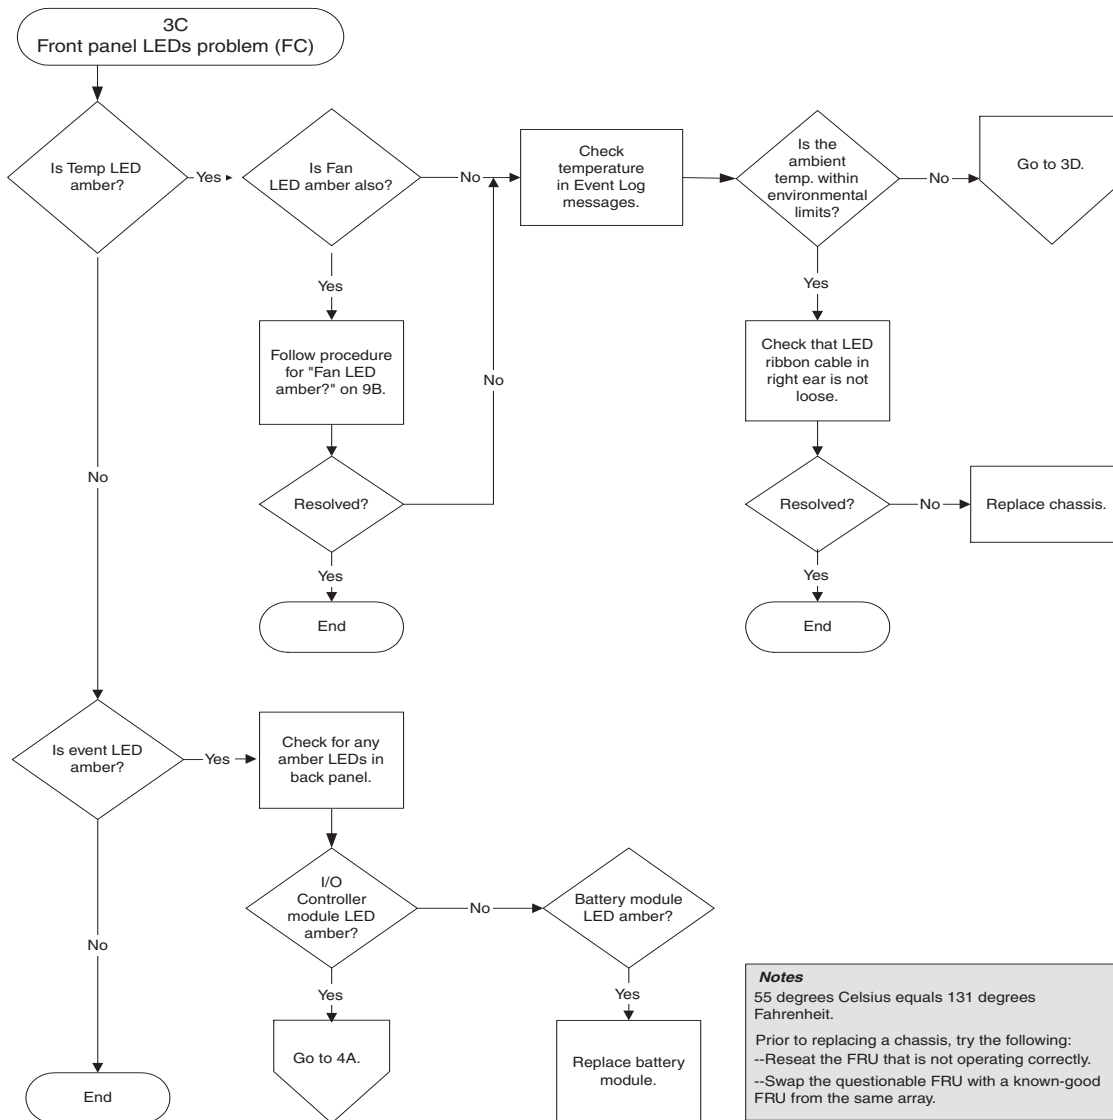 3C
Front panel LEDs problem (FC)
Is Temp LED
amber?
Yes
Is Fan
LED amber also?
No
Check
temperature
in Event Log
messages.
Is the
ambient
temp. within
environmental
limits?
No
Go to 3D.
Yes
Yes
Follow procedure
for "Fan LED
amber?" on 9B.
No
Check that LED
ribbon cable in
right ear is not
loose.
No
Resolved?
Resolved?
No
Replace chassis.
Yes
Yes
End
End
Is event LED
amber?
Yes
Check for any
amber LEDs in
back panel.
I/O
Controller
module LED
amber?
No
Battery module
LED amber?
No
Yes
Yes
Go to 4A.
Replace battery
module.
End
Notes
55 degrees Celsius equals 131 degrees
Fahrenheit.
Prior to replacing a chassis, try the following:
--Reseat the FRU that is not operating correctly.
--Swap the questionable FRU with a known-good
FRU from the same array.